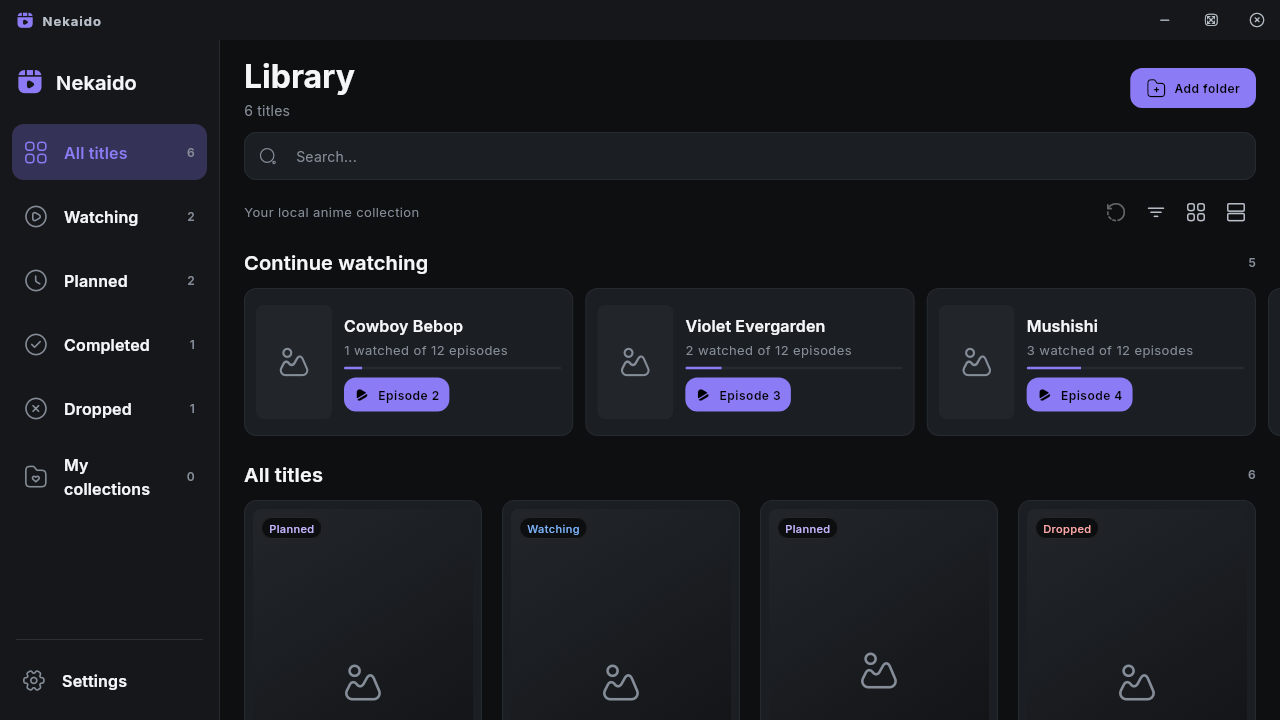 Nekaido
Nekaido
All titles 6
Watching 2
Planned 2
Completed 1
Dropped 1
My
collections 0
Settings
Library
6 titles
Add folder
Search...
Your local anime collection
Continue watching 5
Cowboy Bebop
1 watched of 12 episodes
Episode 2
Violet Evergarden
2 watched of 12 episodes
Episode 3
Mushishi
3 watched of 12 episodes
Episode 4
All titles 6
Planned
Watching
Planned
Dropped